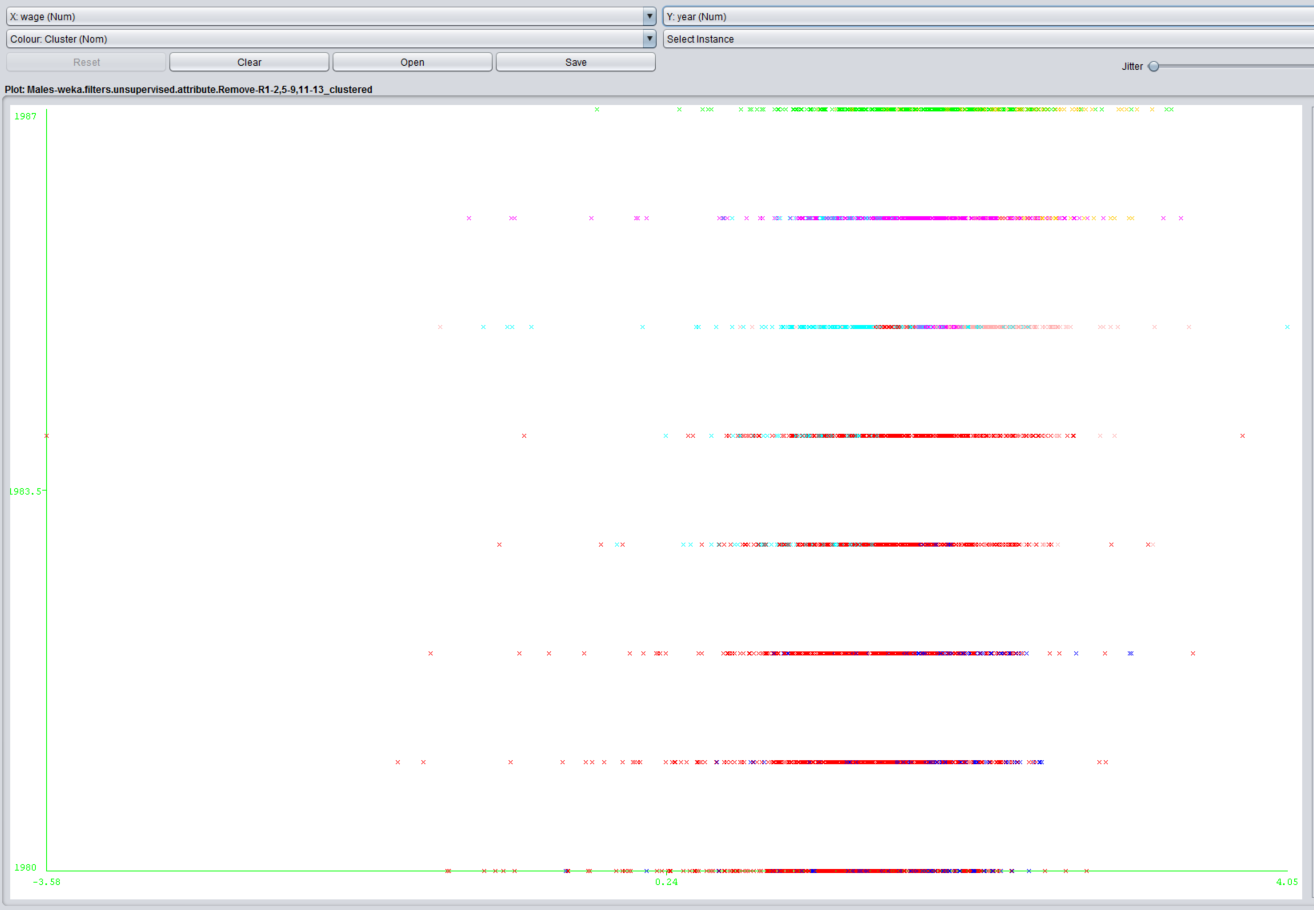 X: wage (Num)
Y: year (Num)
Colour: Cluster (Nom)
Select Instance
Reset
Clear
Open
Save
Jitter
Plot: Males-weka.filters.unsupervised.attribute.Remove-R1-2,5-9,11-13_clustered
1987
1983.5
1980
-3.58
0.24
4.05